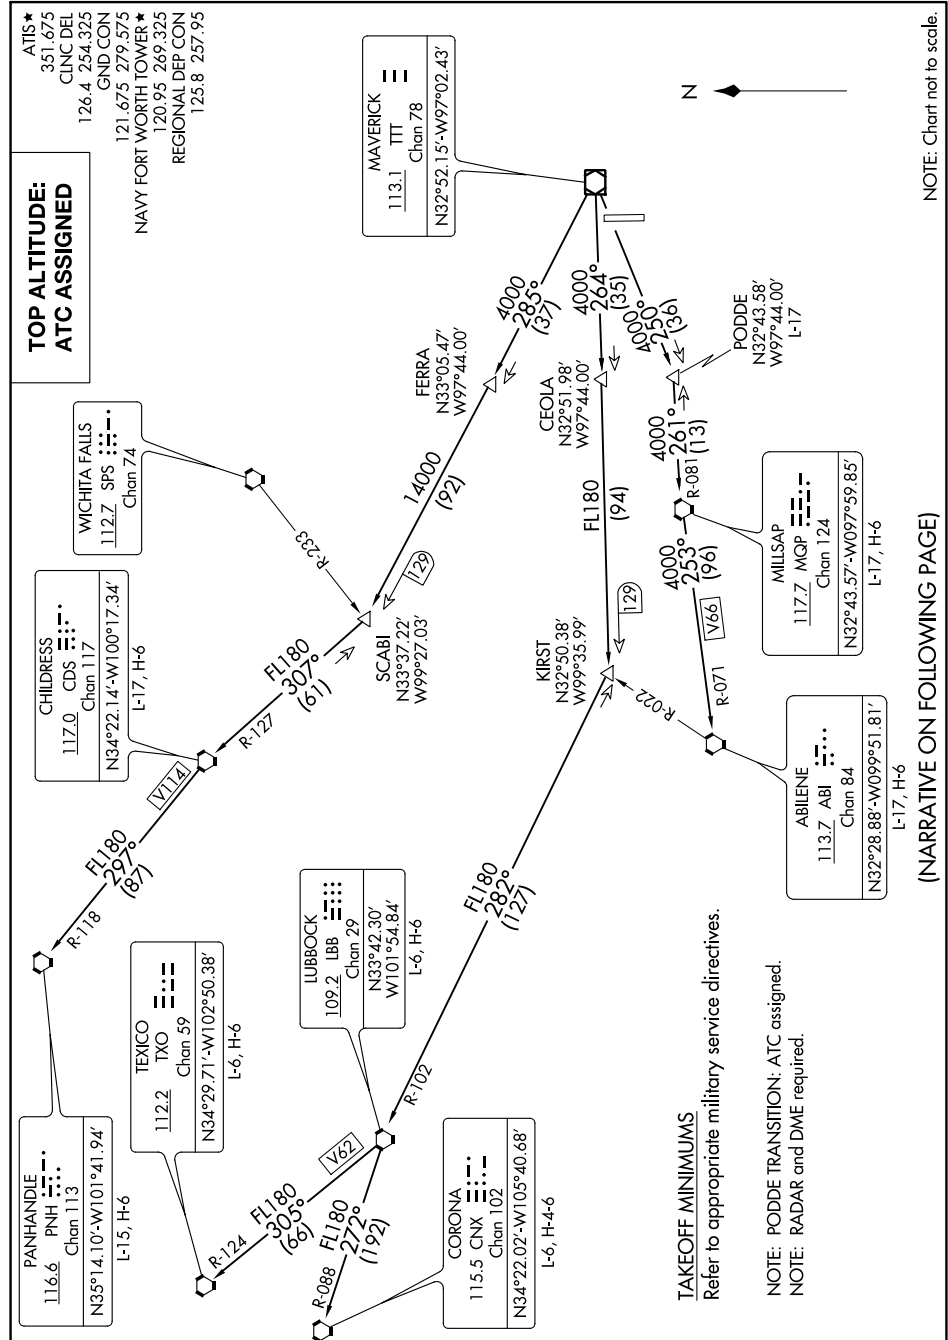 TOP ALTITUDE:
ATC ASSIGNED
ATIS★
351.675
CLNC DEL
126.4 254.325
GND CON
121.675 279.575
NAVY FORT WORTH TOWER★
120.95 269.325
REGIONAL DEP CON
125.8 257.95
PANHANDLE
116.6 PNH
Chan 113
N35°14.10'-W101°41.94'
L-15, H-6
R-118
FL180
297°
(87)
V114
CHILDRESS
117.0 CDS
Chan 117
N34°22.14'-W100°17.34'
L-17, H-6
R-127
FL180
307°
(61)
WICHITA FALLS
112.7 SPS
Chan 74
R-233
SCABI
N33°37.22'
W99°27.03'
129
14000
(92)
FERRA
N33°05.47'
W97°44.00'
4000
285°
(37)
MAVERICK
113.1 TTT
Chan 78
N32°52.15'-W97°02.43'
N
TEXICO
112.2 TXO
Chan 59
N34°29.71'-W102°50.38'
L-6, H-6
R-124
FL180
305°
(66)
V62
LUBBOCK
109.2 LBB
Chan 29
N33°42.30'
W101°54.84'
L-6, H-6
R-088
FL180
272°
(192)
CORONA
115.5 CNX
Chan 102
N34°22.02'-W105°40.68'
L-6, H-4-6
R-102
FL180
282°
(127)
KIRST
N32°50.38'
W99°35.99'
129
FL180
(94)
CEOLA
N32°51.98'
W97°44.00'
4000
264°
(35)
4000
250°
(36)
PODDE
N32°43.58'
W97°44.00'
L-17
4000
261°
(13)
R-081
MILLSAP
117.7 MQP
Chan 124
N32°43.57'-W097°59.85'
L-17, H-6
4000
253°
(96)
V66
R-071
R-022
ABILENE
113.7 ABI
Chan 84
N32°28.88'-W099°51.81'
L-17, H-6
TAKEOFF MINIMUMS
Refer to appropriate military service directives.
NOTE: PODDE TRANSITION: ATC assigned.
NOTE: RADAR and DME required.
(NARRATIVE ON FOLLOWING PAGE)
NOTE: Chart not to scale.